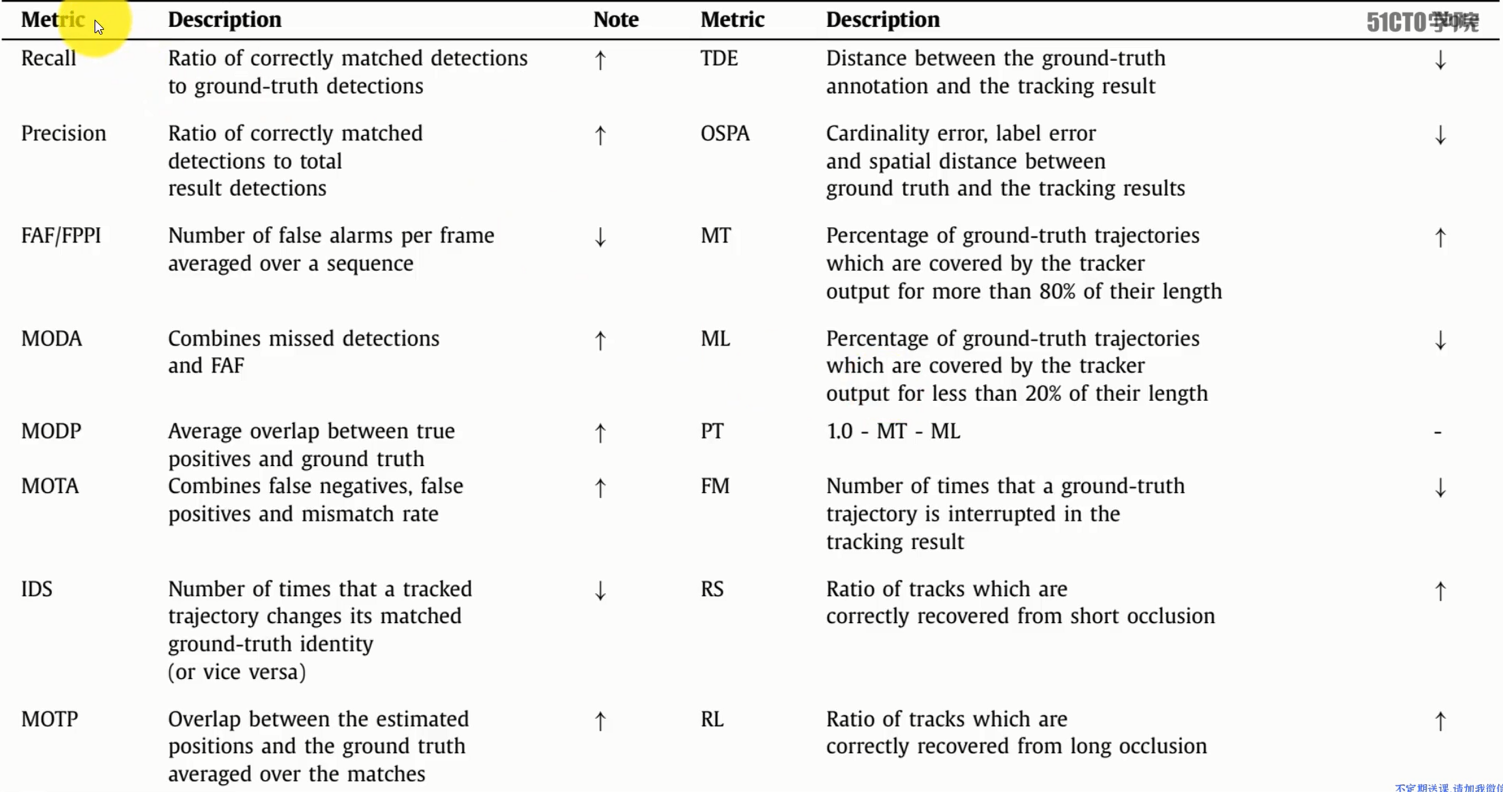 Metric Description Note Metric Description
51CTO学院
Recall Ratio of correctly matched detections ↑ TDE Distance between the ground-truth ↓
to ground-truth detections annotation and the tracking result
Precision Ratio of correctly matched ↑ OSPA Cardinality error, label error ↓
detections to total and spatial distance between
result detections ground truth and the tracking results
FAF/FPPI Number of false alarms per frame ↓ MT Percentage of ground-truth trajectories ↑
averaged over a sequence which are covered by the tracker
output for more than 80% of their length
MODA Combines missed detections ↑ ML Percentage of ground-truth trajectories ↓
and FAF which are covered by the tracker
output for less than 20% of their length
MODP Average overlap between true ↑ PT 1.0 - MT - ML -
positives and ground truth
MOTA Combines false negatives, false ↑ FM Number of times that a ground-truth ↓
positives and mismatch rate trajectory is interrupted in the
tracking result
IDS Number of times that a tracked ↓ RS Ratio of tracks which are ↑
trajectory changes its matched correctly recovered from short occlusion
ground-truth identity
(or vice versa)
MOTP Overlap between the estimated ↑ RL Ratio of tracks which are ↑
positions and the ground truth correctly recovered from long occlusion
averaged over the matches
不定期送课,请加我微信